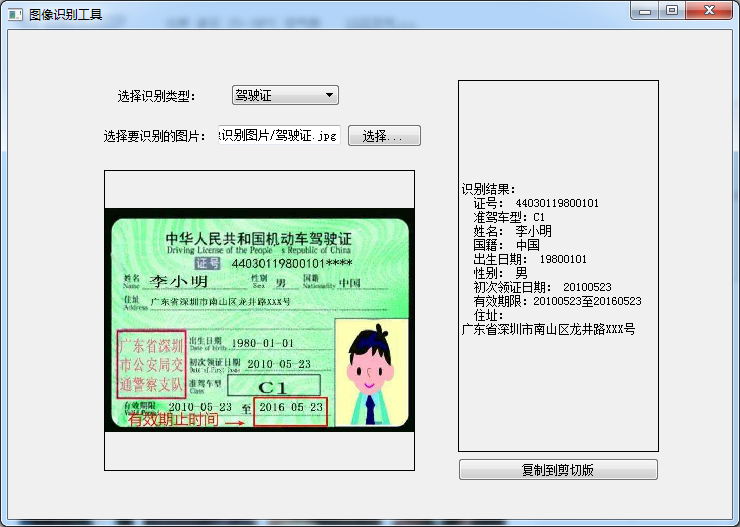 图像识别工具
选择识别类型:
驾驶证
选择要识别的图片:
识别图片/驾驶证.jpg
选择...
中华人民共和国机动车驾驶证
Driving License of the People s Republic of China
证号 44030119800101****
姓名 李小明 性别 男 国籍 中国
Name Sex Nationality
住址 广东省深圳市南山区龙井路XXX号
Address
广东省深圳
市公安局交
通警察支队
出生日期 1980-01-01
Date of Birth
初次领证日期 2010-05-23
Date of First Issue
准驾车型 C1
Class
有效期限 2010-05-23 至 2016 05-23
Valid Period
有效期止时间
识别结果:
证号: 44030119800101
准驾车型: C1
姓名: 李小明
国籍: 中国
出生日期: 19800101
性别: 男
初次领证日期: 20100523
有效期限: 20100523至20160523
住址:
广东省深圳市南山区龙井路XXX号
复制到剪切版